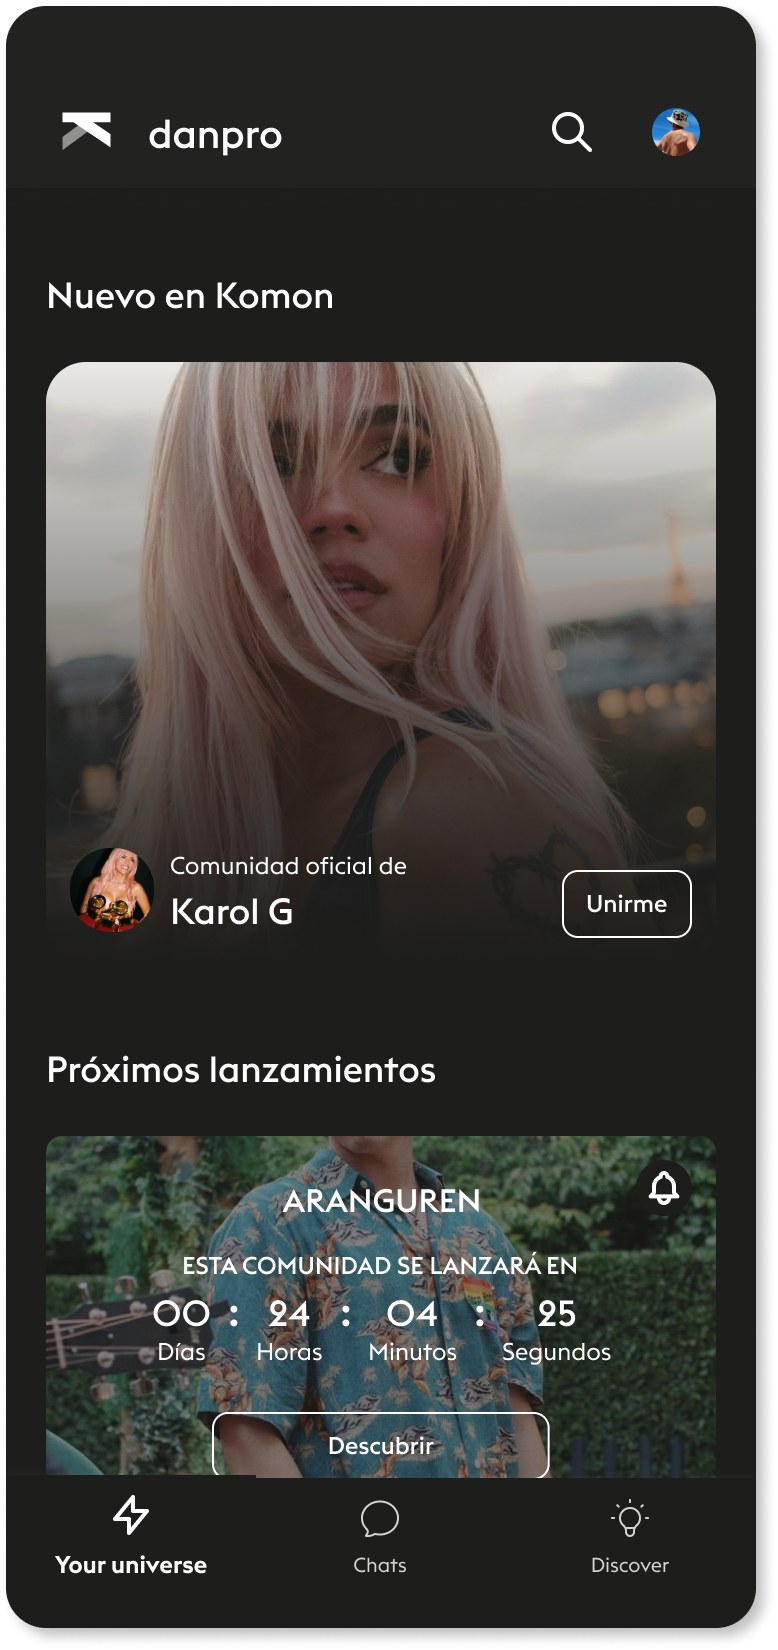 danpro
Nuevo en Komon
Comunidad oficial de
Karol G
Unirme
Próximos lanzamientos
ARANGUREN
ESTA COMUNIDAD SE LANZARÁ EN
00 : 24 : 04 : 25
Días Horas Minutos Segundos
Descubrir
Your universe Chats Discover